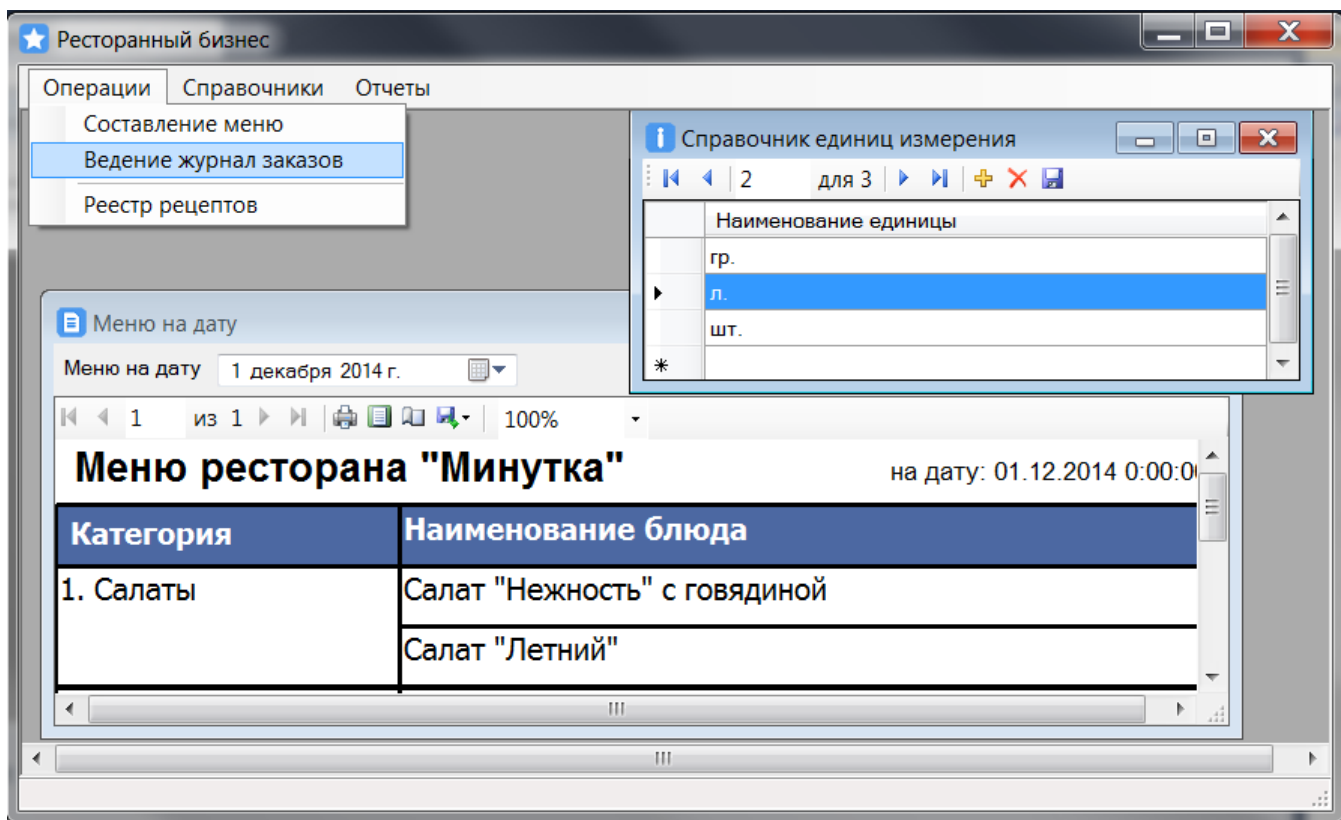 Ресторанный бизнес
Операции Справочники Отчеты
Составление меню
Ведение журнал заказов
Реестр рецептов
Справочник единиц измерения
2 для 3
Наименование единицы
гр.
л.
шт.
Меню на дату
Меню на дату 1 декабря 2014 г.
1 из 1 100%
Меню ресторана "Минутка" на дату: 01.12.2014 0:00:0
Категория Наименование блюда
1. Салаты Салат "Нежность" с говядиной
Салат "Летний"